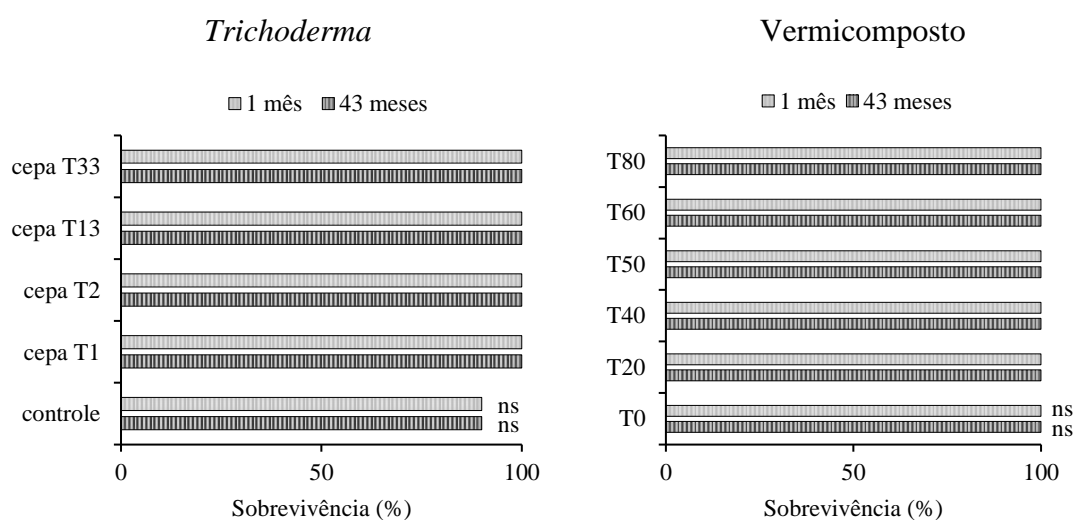 Trichoderma
1 mês 43 meses
cepa T33
cepa T13
cepa T2
cepa T1
controle
ns
ns
0 50 100
Sobrevivência (%)
Vermicomposto
1 mês 43 meses
T80
T60
T50
T40
T20
T0
ns
ns
0 50 100
Sobrevivência (%)